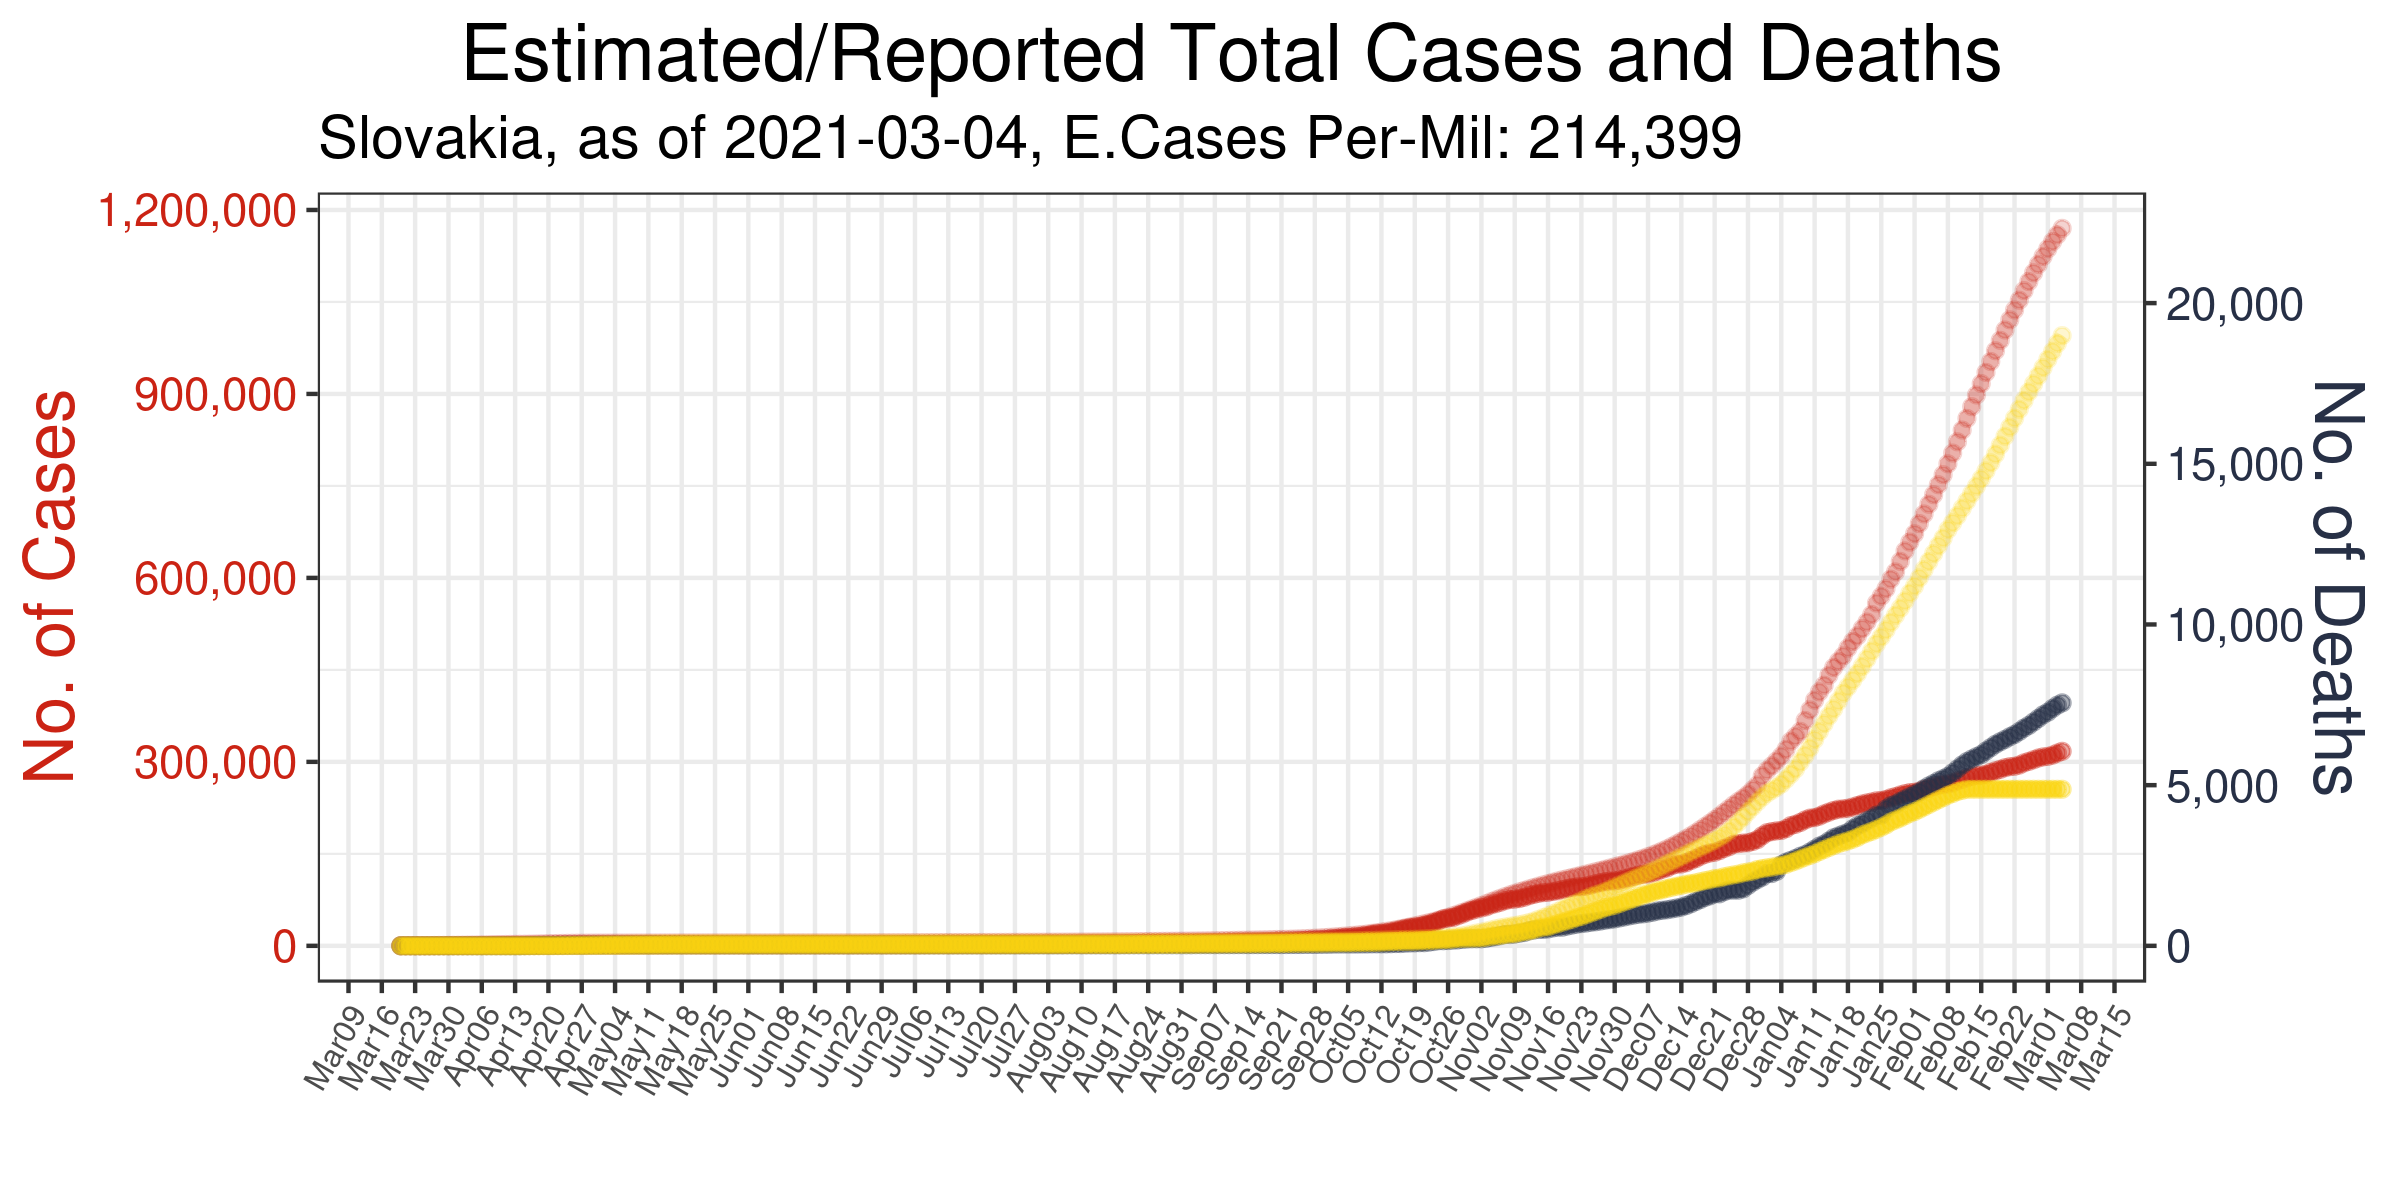 Estimated/Reported Total Cases and Deaths
Slovakia, as of 2021-03-04, E.Cases Per-Mil: 214,399
No. of Cases
1,200,000
900,000
600,000
300,000
0
20,000
15,000
10,000
5,000
0
No. of Deaths
Mar09
Mar16
Mar23
Mar30
Apr06
Apr13
Apr20
Apr27
May04
May11
May18
May25
Jun01
Jun08
Jun15
Jun22
Jun29
Jul06
Jul13
Jul20
Jul27
Aug03
Aug10
Aug17
Aug24
Aug31
Sep07
Sep14
Sep21
Sep28
Oct05
Oct12
Oct19
Oct26
Nov02
Nov09
Nov16
Nov23
Nov30
Dec07
Dec14
Dec21
Dec28
Jan04
Jan11
Jan18
Jan25
Feb01
Feb08
Feb15
Feb22
Mar01
Mar08
Mar15